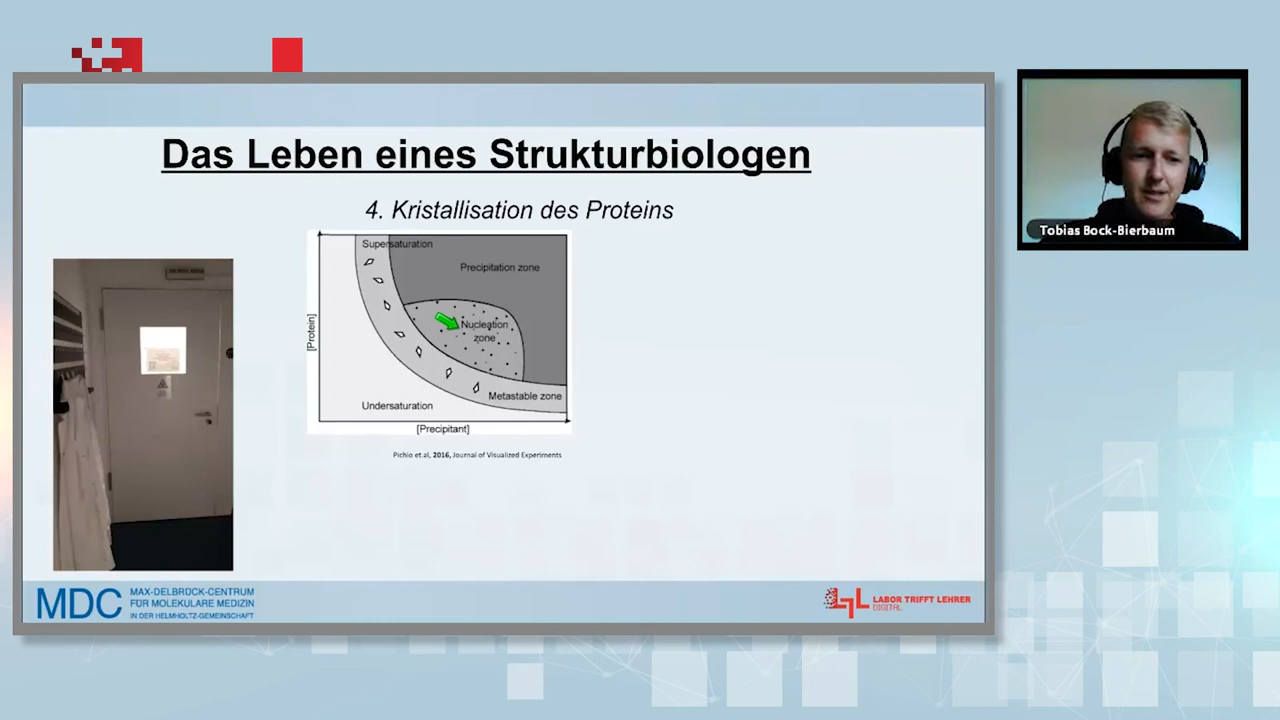 Das Leben eines Strukturbiologen
4. Kristallisation des Proteins
Supersaturation
Precipitation zone
Nucleation
zone
Metastable zone
Undersaturation
[Protein]
[Precipitant]
Pichio et.al, 2016, Journal of Visualized Experiments
Tobias Bock-Bierbaum
MDC
MAX-DELBRÜCK-CENTRUM
FÜR MOLEKULARE MEDIZIN
IN DER HELMHOLTZ-GEMEINSCHAFT
LTL
LABOR TRIFFT LEHRER
DIGITAL